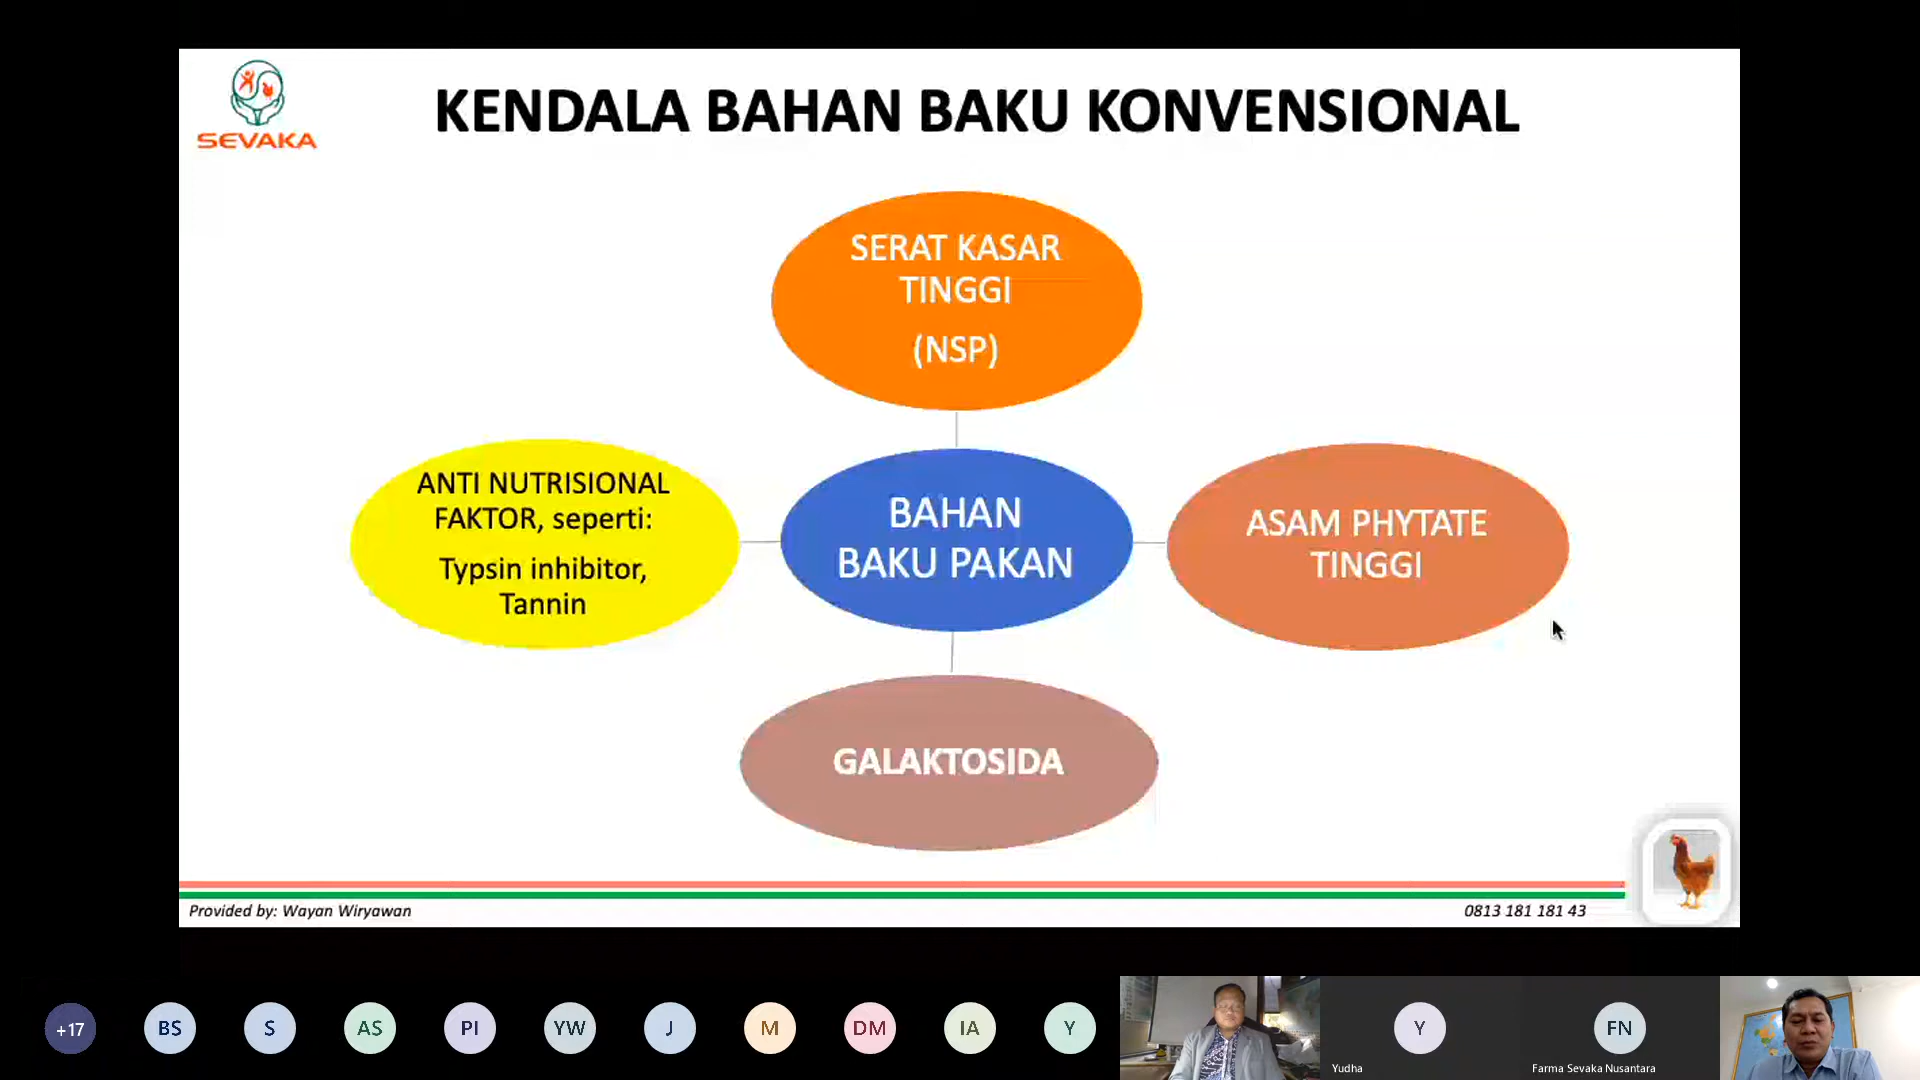 SEVAKA
KENDALA BAHAN BAKU KONVENSIONAL
SERAT KASAR
TINGGI
(NSP)
ANTI NUTRISIONAL
FAKTOR, seperti:
Typsin inhibitor,
Tannin
BAHAN
BAKU PAKAN
ASAM PHYTATE
TINGGI
GALAKTOSIDA
Provided by: Wayan Wiryawan
0813 181 181 43
+17
BS
S
AS
PI
YW
J
M
DM
IA
Y
Y
Yudha
FN
Farma Sevaka Nusantara